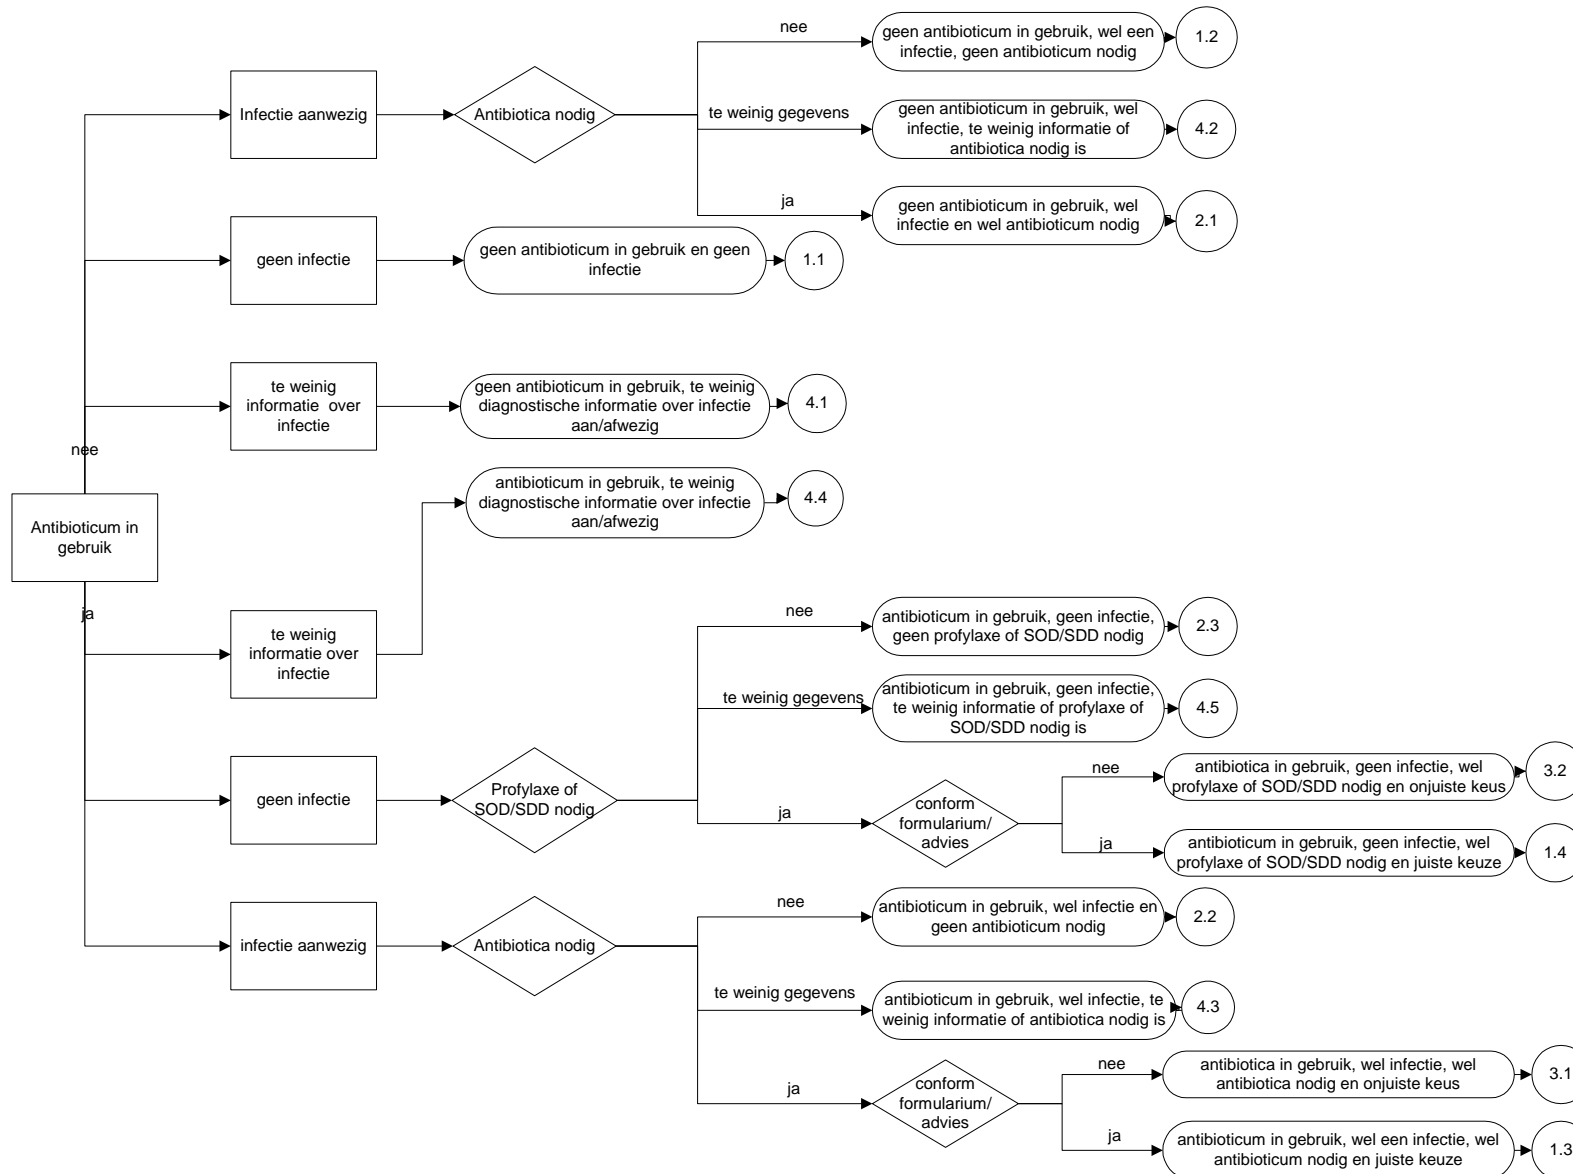 nee
geen antibioticum in gebruik, wel een
infectie, geen antibioticum nodig
1.2
Infectie aanwezig
Antibiotica nodig
te weinig gegevens
geen antibioticum in gebruik, wel
infectie, te weinig informatie of
antibiotica nodig is
4.2
ja
geen antibioticum in gebruik, wel
infectie en wel antibioticum nodig
2.1
geen infectie
geen antibioticum in gebruik en geen
infectie
1.1
te weinig
informatie over
infectie
geen antibioticum in gebruik, te weinig
diagnostische informatie over infectie
aan/afwezig
4.1
nee
antibioticum in gebruik, te weinig
diagnostische informatie over infectie
aan/afwezig
4.4
Antibioticum in
gebruik
ja
te weinig
informatie over
infectie
nee
antibioticum in gebruik, geen infectie,
geen profylaxe of SOD/SDD nodig
2.3
te weinig gegevens
antibioticum in gebruik, geen infectie,
te weinig informatie of profylaxe of
SOD/SDD nodig is
4.5
geen infectie
Profylaxe of
SOD/SDD nodig
ja
conform
formularium/
advies
nee
antibiotica in gebruik, geen infectie, wel
profylaxe of SOD/SDD nodig en onjuiste keus
3.2
ja
antibioticum in gebruik, geen infectie, wel
profylaxe of SOD/SDD nodig en juiste keuze
1.4
infectie aanwezig
Antibiotica nodig
nee
antibioticum in gebruik, wel infectie en
geen antibioticum nodig
2.2
te weinig gegevens
antibioticum in gebruik, wel infectie, te
weinig informatie of antibiotica nodig is
4.3
ja
conform
formularium/
advies
nee
antibiotica in gebruik, wel infectie, wel
antibiotica nodig en onjuiste keus
3.1
ja
antibioticum in gebruik, wel een infectie, wel
antibioticum nodig en juiste keuze
1.3